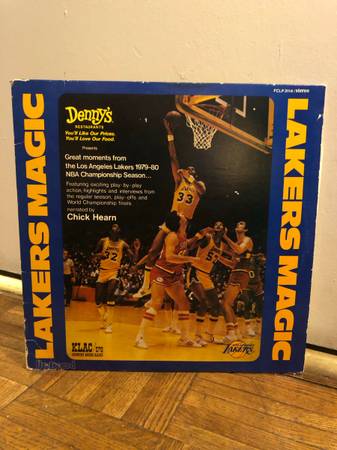 PCLP 3114 / stereo
LAKERS MAGIC
Denny's
RESTAURANTS
You'll Like Our Prices.
You'll Love Our Food.
Presents
Great moments from
the Los Angeles Lakers 1979-80
NBA Championship Season...
Featuring exciting play-by-play
action, highlights and interviews from
the regular season, play-offs and
World Championship finals
narrated by
Chick Hearn
33
32
KLAC/570
LAKERS
LAKERS MAGIC